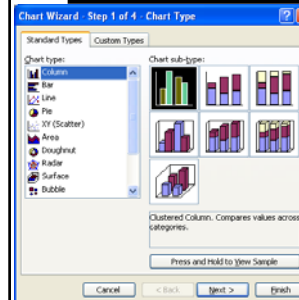 Chart Wizard - Step 1 of 4 - Chart Type
Standard Types
Custom Types
Chart type:
Column
Bar
Line
Pie
XY (Scatter)
Area
Doughnut
Radar
Surface
Bubble
Chart sub-type:
Clustered Column. Compares values across
categories.
Press and Hold to View Sample
Cancel
< Back
Next >
Finish